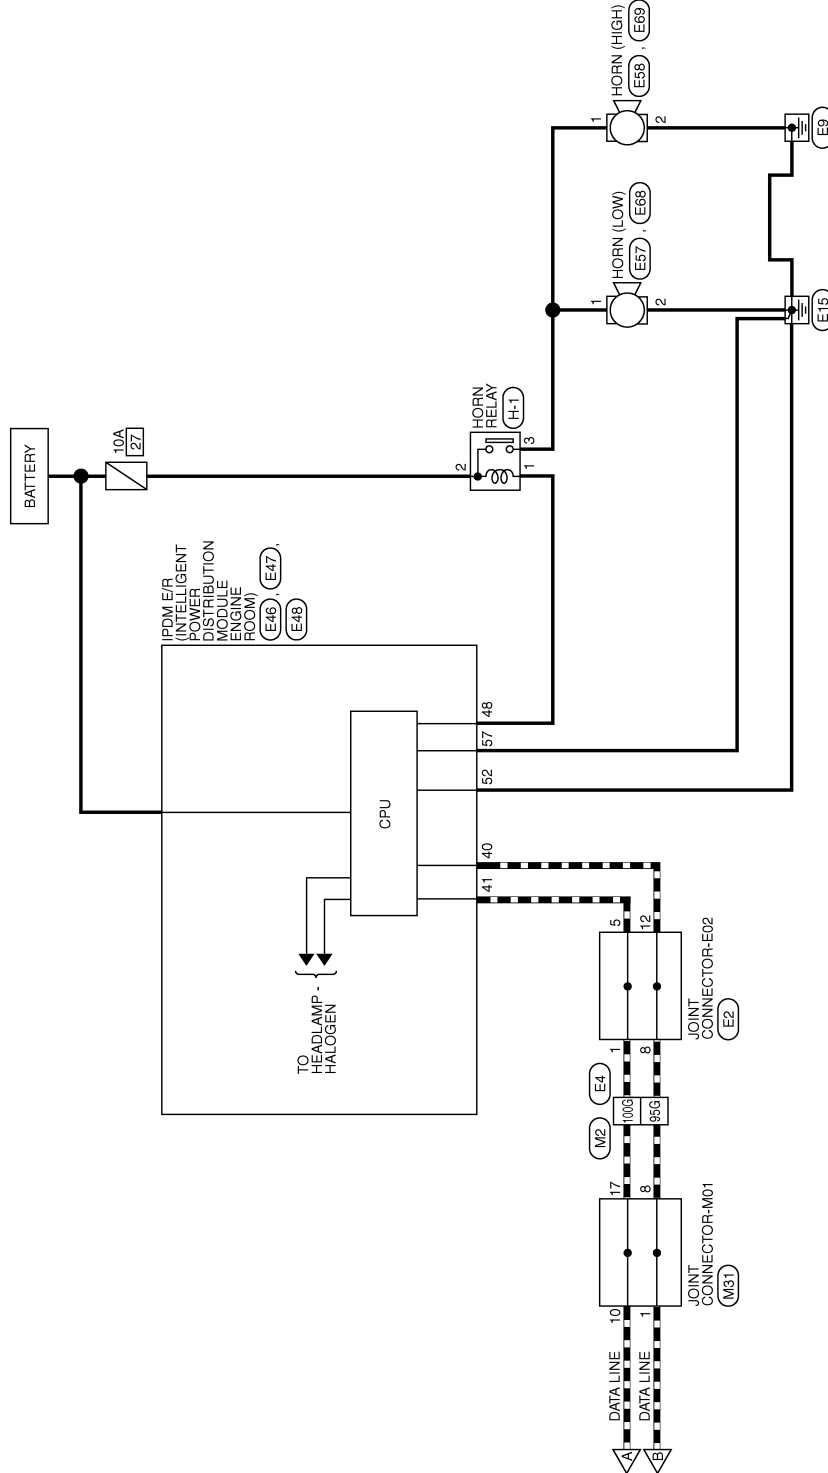 BATTERY
10A
27
IPDM E/R
(INTELLIGENT
POWER
DISTRIBUTION
MODULE
ENGINE
ROOM)
E46 , E47 ,
E48
CPU
TO
HEADLAMP -
HALOGEN
41
40
52
57
48
2
1
3
HORN
RELAY
H-1
1
2
HORN (LOW)
E57 , E68
1
2
HORN (HIGH)
E58 , E69
E15
E9
A
B
DATA LINE
DATA LINE
10
1
17
8
JOINT
CONNECTOR-M01
M31
M2
E4
100G
95G
1
8
5
12
JOINT
CONNECTOR-E02
E2